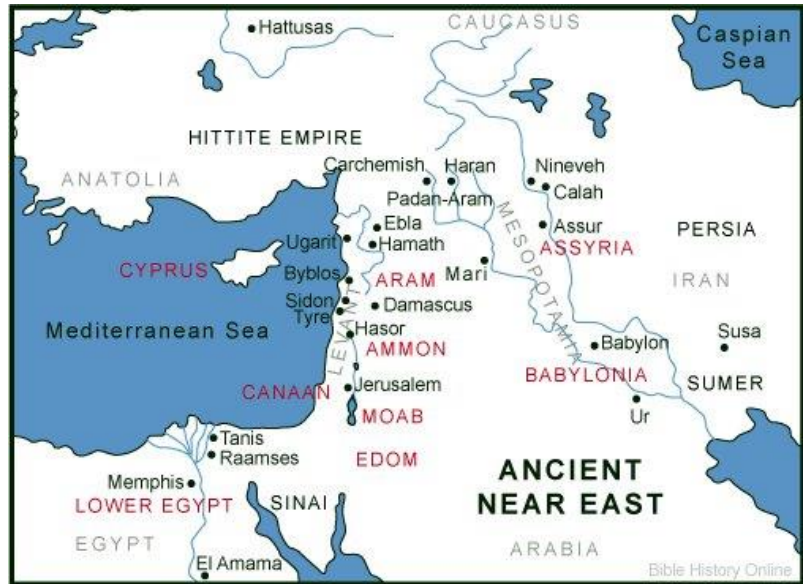 Hattusas
CAUCASUS
Caspian
Sea
HITTITE EMPIRE
ANATOLIA
Carchemish
Haran
Padan-Aram
Nineveh
Calah
MESOPOTAMIA
Ebla
Ugarit
Hamath
Assur
ASSYRIA
PERSIA
CYPRUS
Byblos
ARAM
Mari
IRAN
Sidon
Tyre
Damascus
Mediterranean Sea
LEVANT
Hasor
AMMON
Babylon
Susa
BABYLONIA
SUMER
CANAAN
Jerusalem
MOAB
Ur
Tanis
Raamses
EDOM
Memphis
LOWER EGYPT
SINAI
ANCIENT
NEAR EAST
EGYPT
ARABIA
El Amama
Bible History Online